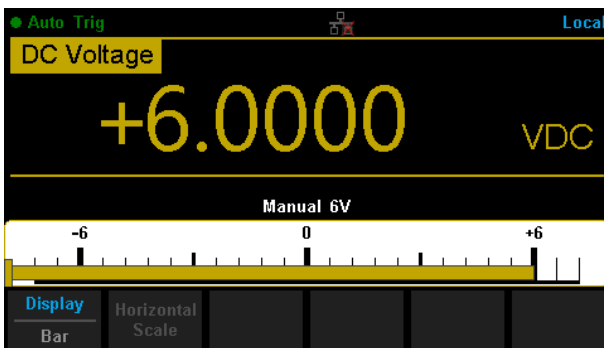 Auto Trig Local
DC Voltage
+6.0000 VDC
Manual 6V
-6 0 +6
Display Horizontal
Bar Scale